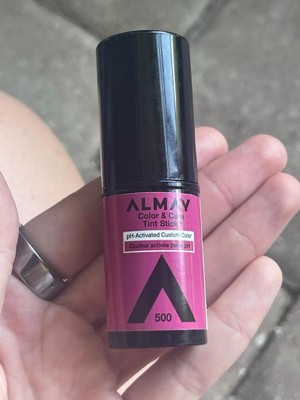 ALMAY
Color & Care
Tint Stick
pH-Activated Custom Color
Couleur activée par le pH
500